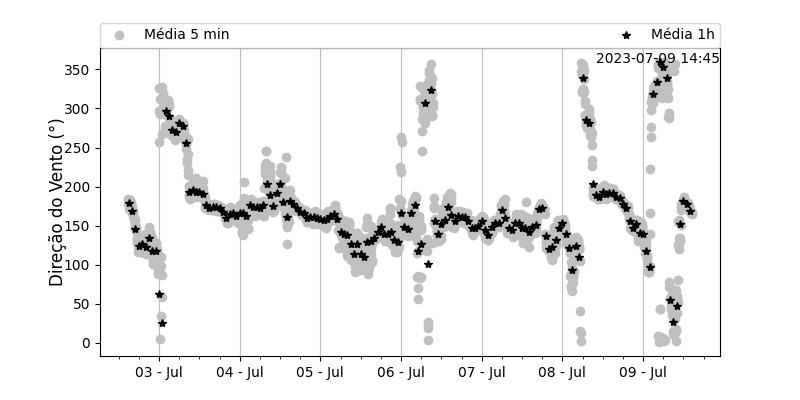 Média 5 min
Média 1h
2023-07-09 14:45
Direção do Vento (°)
350
300
250
200
150
100
50
0
03 - Jul
04 - Jul
05 - Jul
06 - Jul
07 - Jul
08 - Jul
09 - Jul